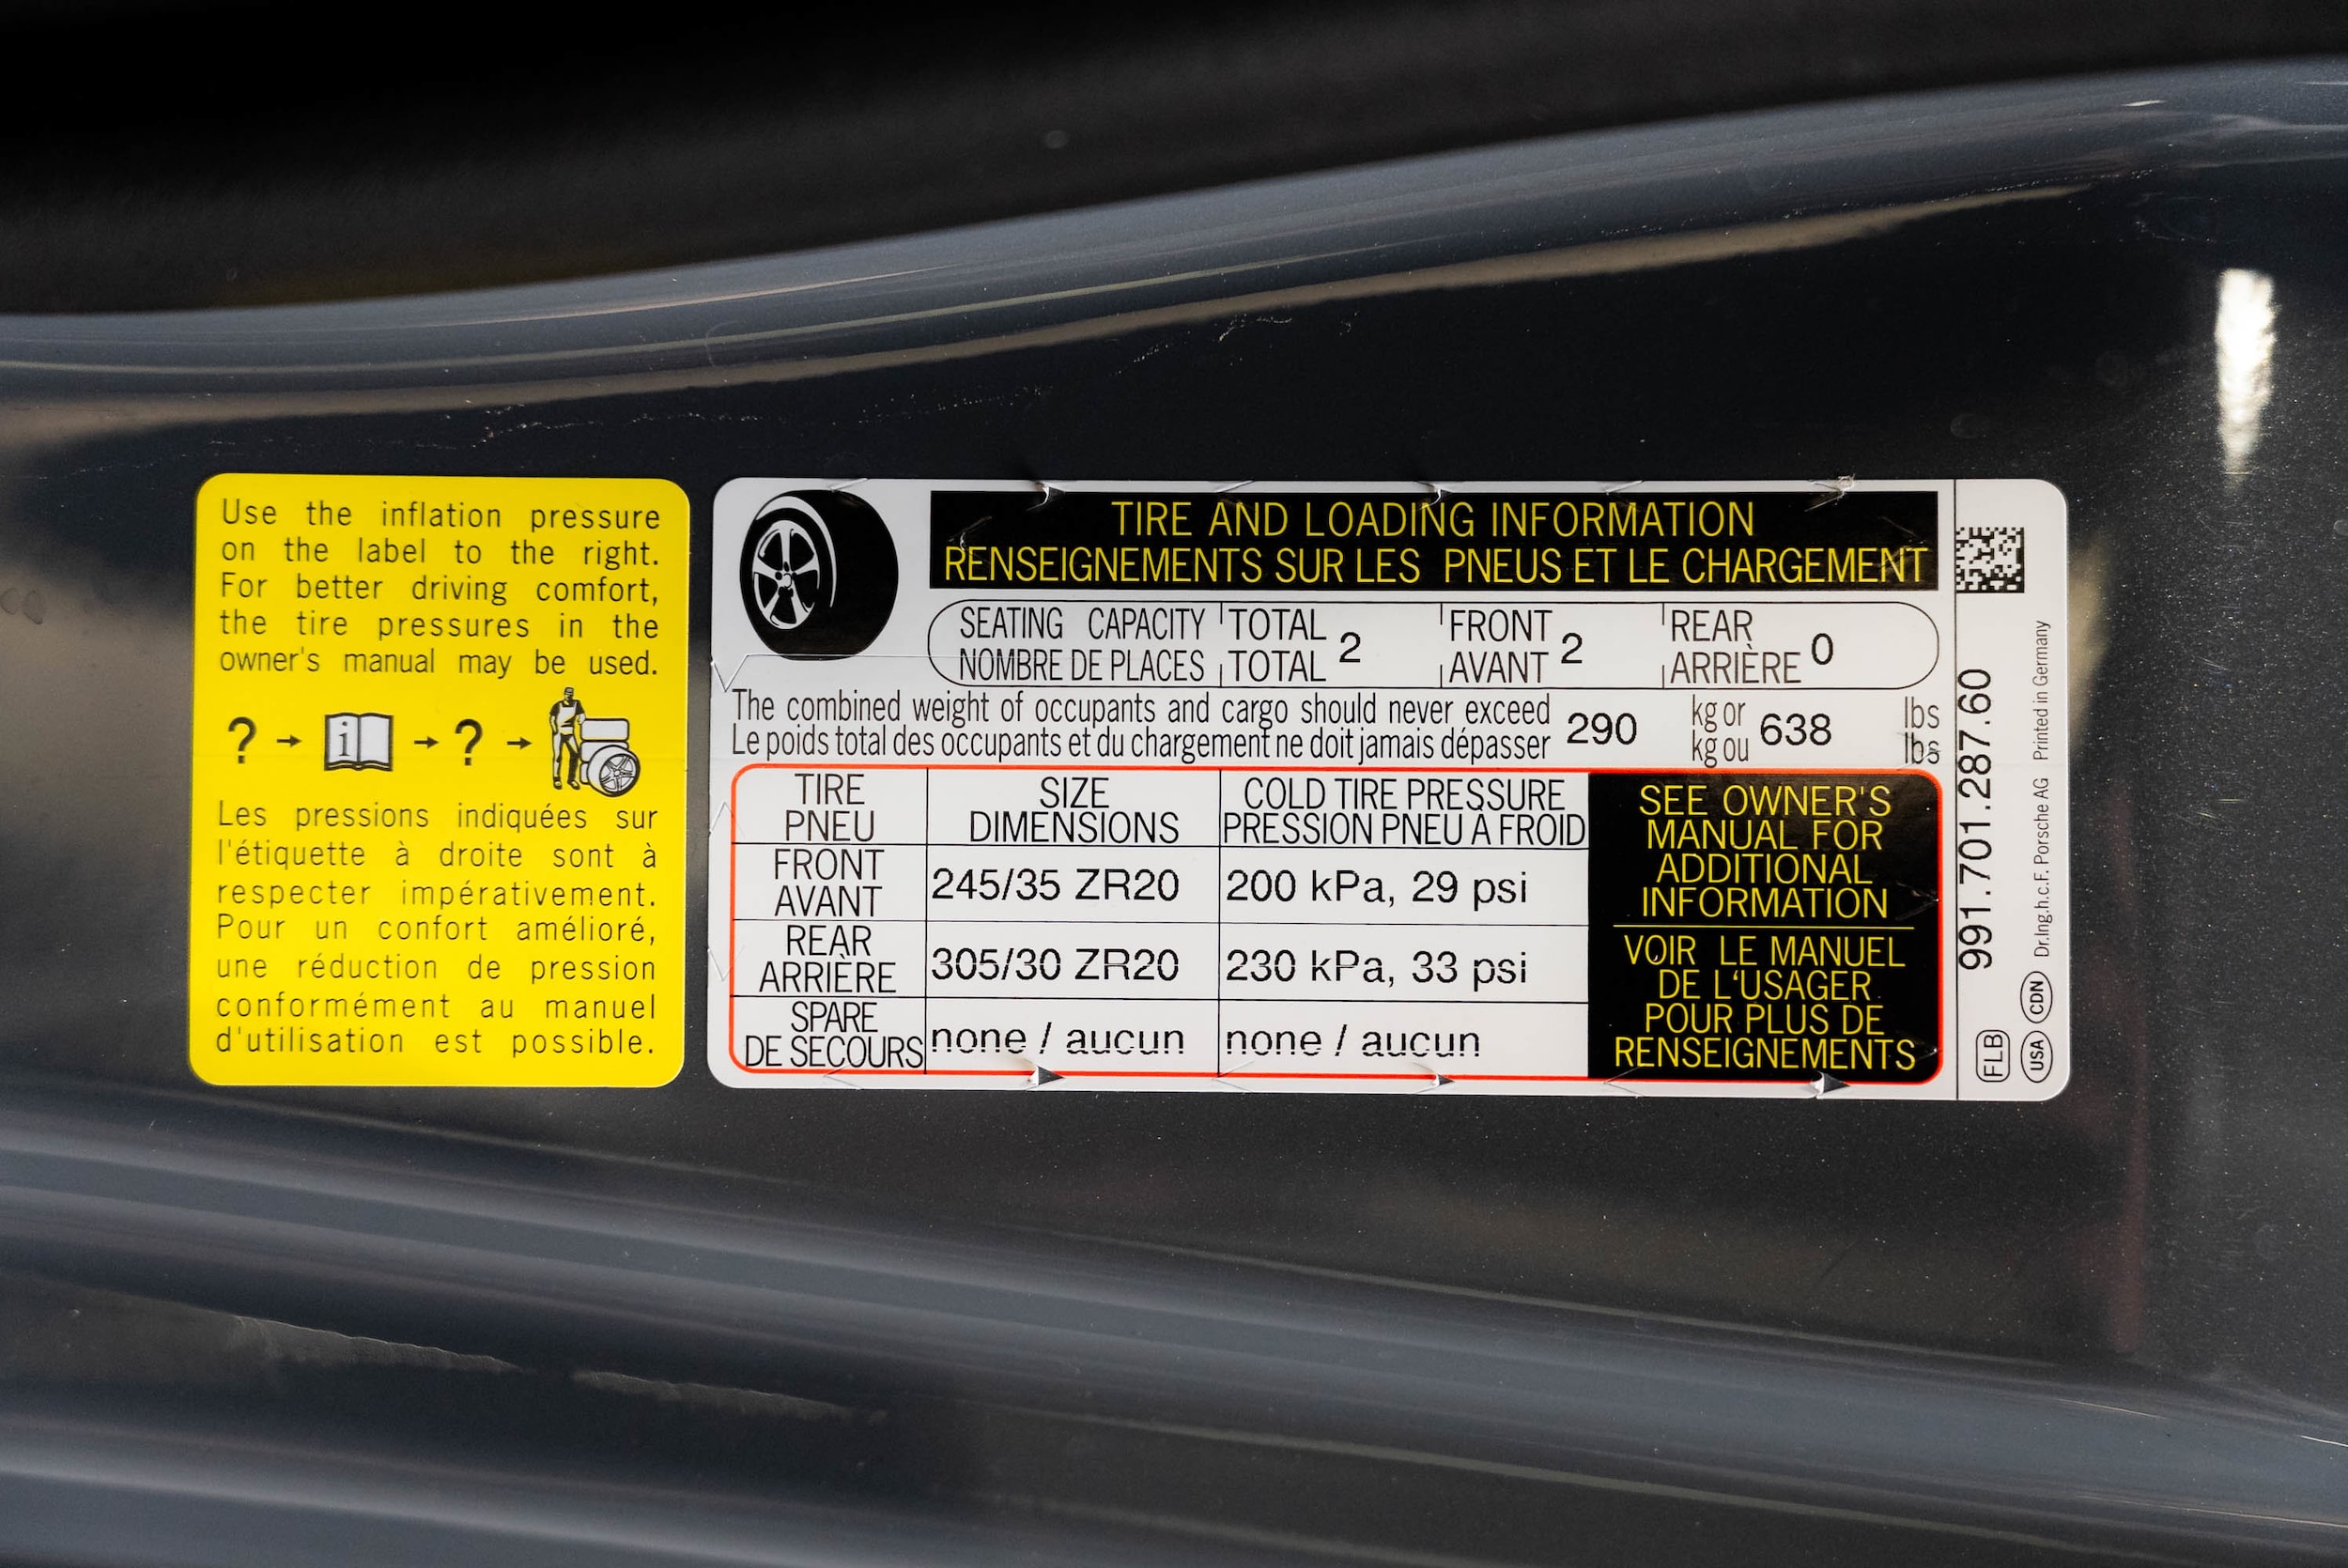 Use the inflation pressure
on the label to the right.
For better driving comfort,
the tire pressures in the
owner's manual may be used.
? → i → ? →
Les pressions indiquées sur
l'étiquette à droite sont à
respecter impérativement.
Pour un confort amélioré,
une réduction de pression
conformément au manuel
d'utilisation est possible.
TIRE AND LOADING INFORMATION
RENSEIGNEMENTS SUR LES PNEUS ET LE CHARGEMENT
SEATING CAPACITY TOTAL 2 FRONT 2 REAR 0
NOMBRE DE PLACES TOTAL AVANT ARRIÈRE
The combined weight of occupants and cargo should never exceed 290 kg or 638 lbs
Le poids total des occupants et du chargement ne doit jamais dépasser kg ou lbs
TIRE SIZE COLD TIRE PRESSURE
PNEU DIMENSIONS PRESSION PNEU À FROID
FRONT
AVANT
245/35 ZR20 200 kPa, 29 psi
REAR
ARRIÈRE
305/30 ZR20 230 kPa, 33 psi
SPARE
DE SECOURS
none / aucun none / aucun
SEE OWNER'S
MANUAL FOR
ADDITIONAL
INFORMATION
VOIR LE MANUEL
DE L'USAGER
POUR PLUS DE
RENSEIGNEMENTS
FLB 991.701.287.60
USA CDN Dr.Ing.h.c.F. Porsche AG Printed in Germany